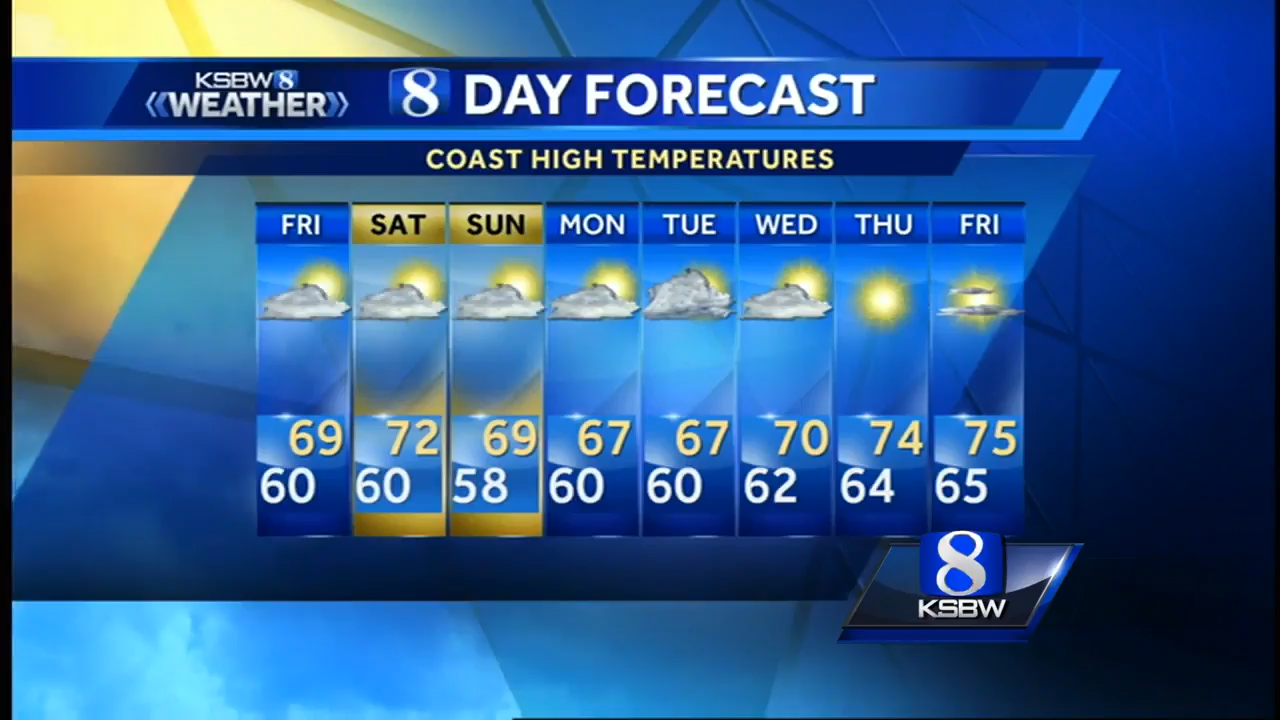 KSBW 8
WEATHER
8 DAY FORECAST
COAST HIGH TEMPERATURES
FRI SAT SUN MON TUE WED THU FRI
69 72 69 67 67 70 74 75
60 60 58 60 60 62 64 65
8
KSBW